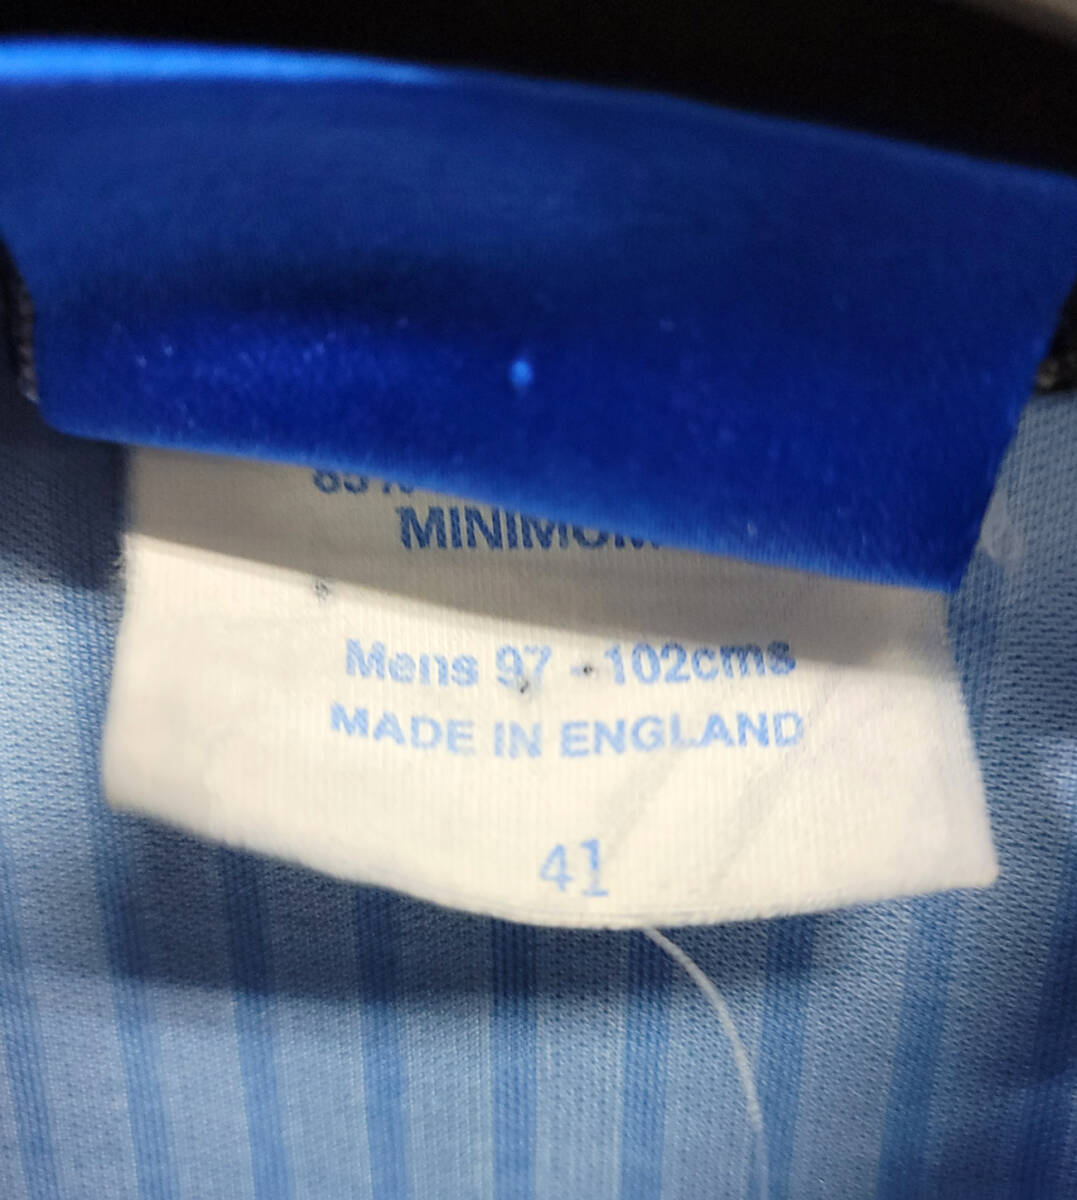 MINIMUM
Mens 97 - 102cms
MADE IN ENGLAND
41